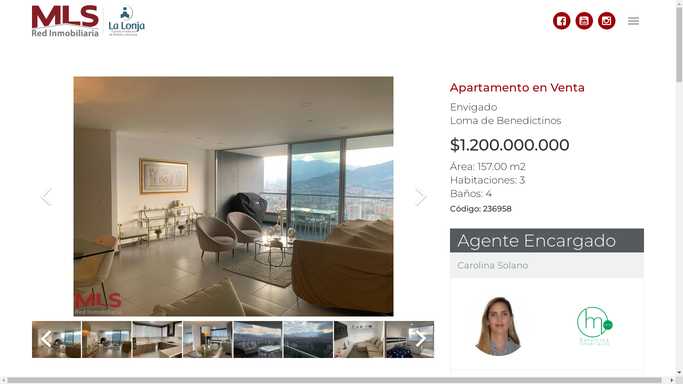 MLS
Red Inmobiliaria
La Lonja
Apartamento en Venta
Envigado
Loma de Benedictinos
$1.200.000.000
Área: 157.00 m2
Habitaciones: 3
Baños: 4
Código: 236958
MLS
Red Inmobiliaria
Agente Encargado
Carolina Solano
hm